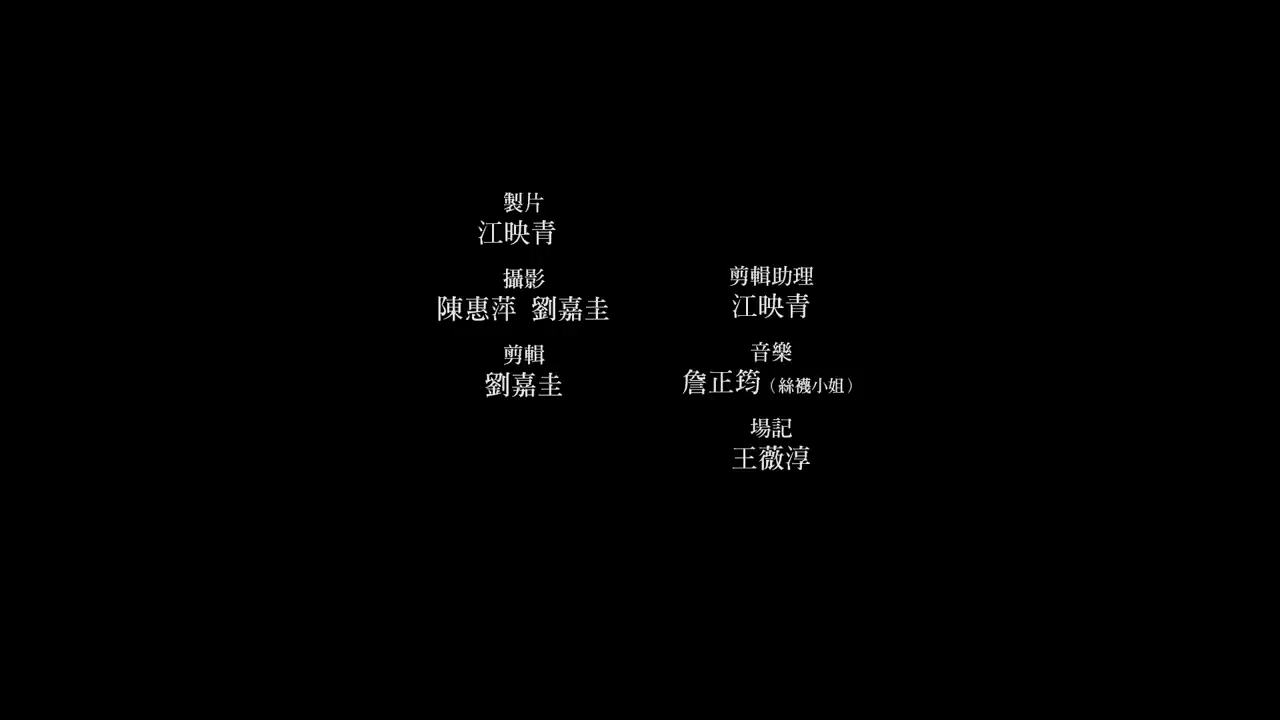 製片
江映青
攝影
陳惠萍 劉嘉圭
剪輯
劉嘉圭
剪輯助理
江映青
音樂
詹正筠（絲襪小姐）
場記
王薇淳